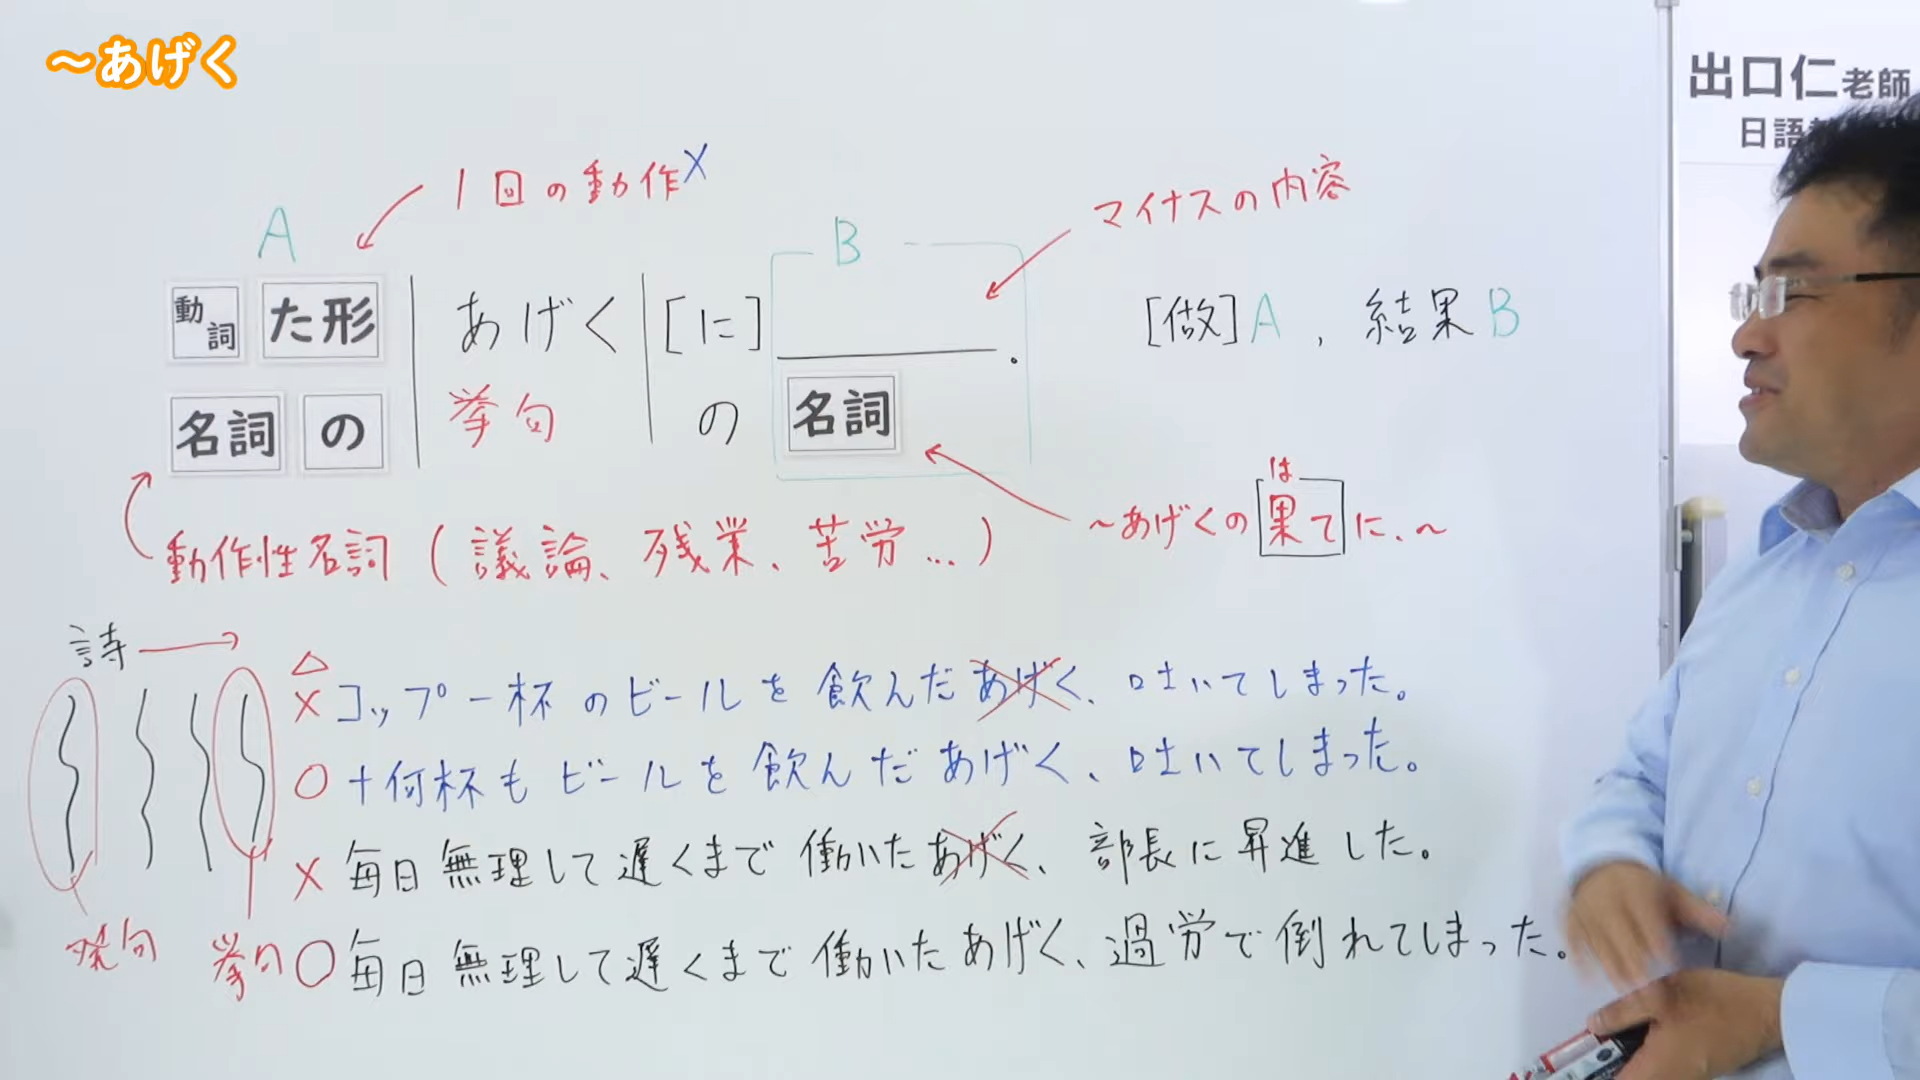 ～あげく
出口仁老師
日語
1回の動作X
マイナスの内容
A
B
動詞 た形 あげく [に] ＿＿＿.
[做]A , 結果B
名詞 の 挙句 の 名詞
は
～あげくの果てに、～
動作性名詞 (議論、残業、苦労...)
詩→
△
× コップ一杯のビールを飲んだあげく、吐いてしまった。
○ 十何杯もビールを飲んだあげく、吐いてしまった。
× 毎日無理して遅くまで働いたあげく、部長に昇進した。
発句
挙句
○ 毎日無理して遅くまで働いたあげく、過労で倒れてしまった。